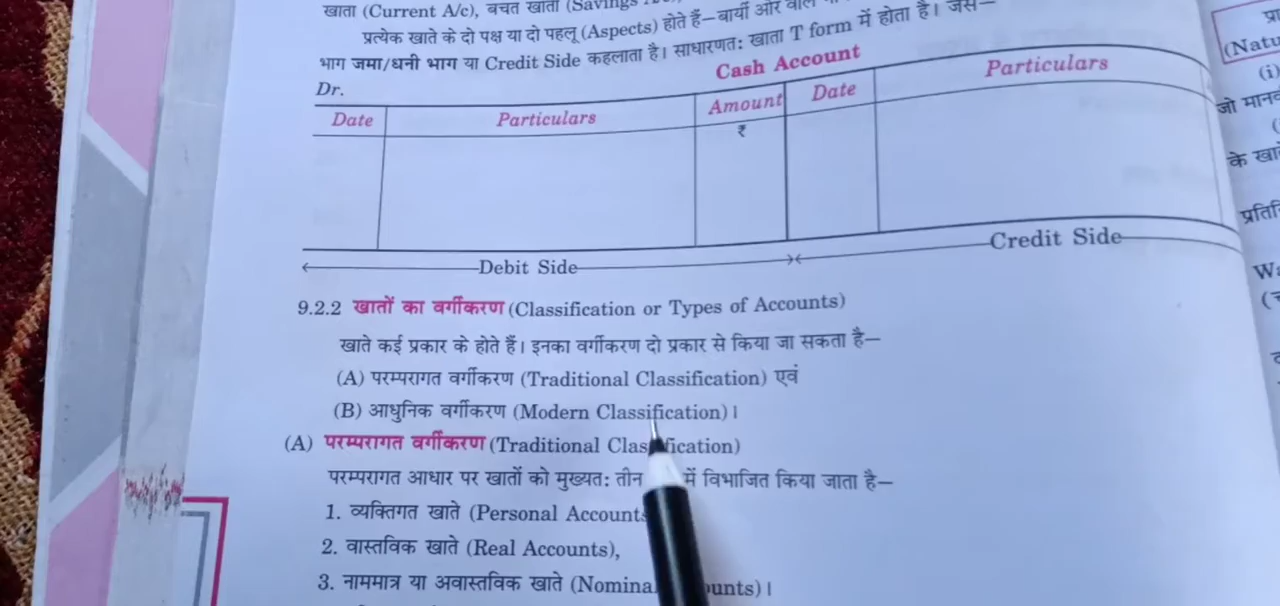 खाता (Current A/c), बचत खाता (Savings
प्रत्येक खाते के दो पक्ष या दो पहलू (Aspects) होते हैं—बायीं ओर वाले
भाग जमा/धनी भाग या Credit Side कहलाता है। साधारणतः खाता T form में होता है। जैसे—
Cash Account
Dr.
Date Particulars Amount Date Particulars
₹
Debit Side Credit Side
9.2.2 खातों का वर्गीकरण (Classification or Types of Accounts)
खाते कई प्रकार के होते हैं। इनका वर्गीकरण दो प्रकार से किया जा सकता है—
(A) परम्परागत वर्गीकरण (Traditional Classification) एवं
(B) आधुनिक वर्गीकरण (Modern Classification)।
(A) परम्परागत वर्गीकरण (Traditional Classification)
परम्परागत आधार पर खातों को मुख्यतः तीन में विभाजित किया जाता है—
1. व्यक्तिगत खाते (Personal Accounts
2. वास्तविक खाते (Real Accounts),
3. नाममात्र या अवास्तविक खाते (Nominal
(Natu
(i)
जो
के